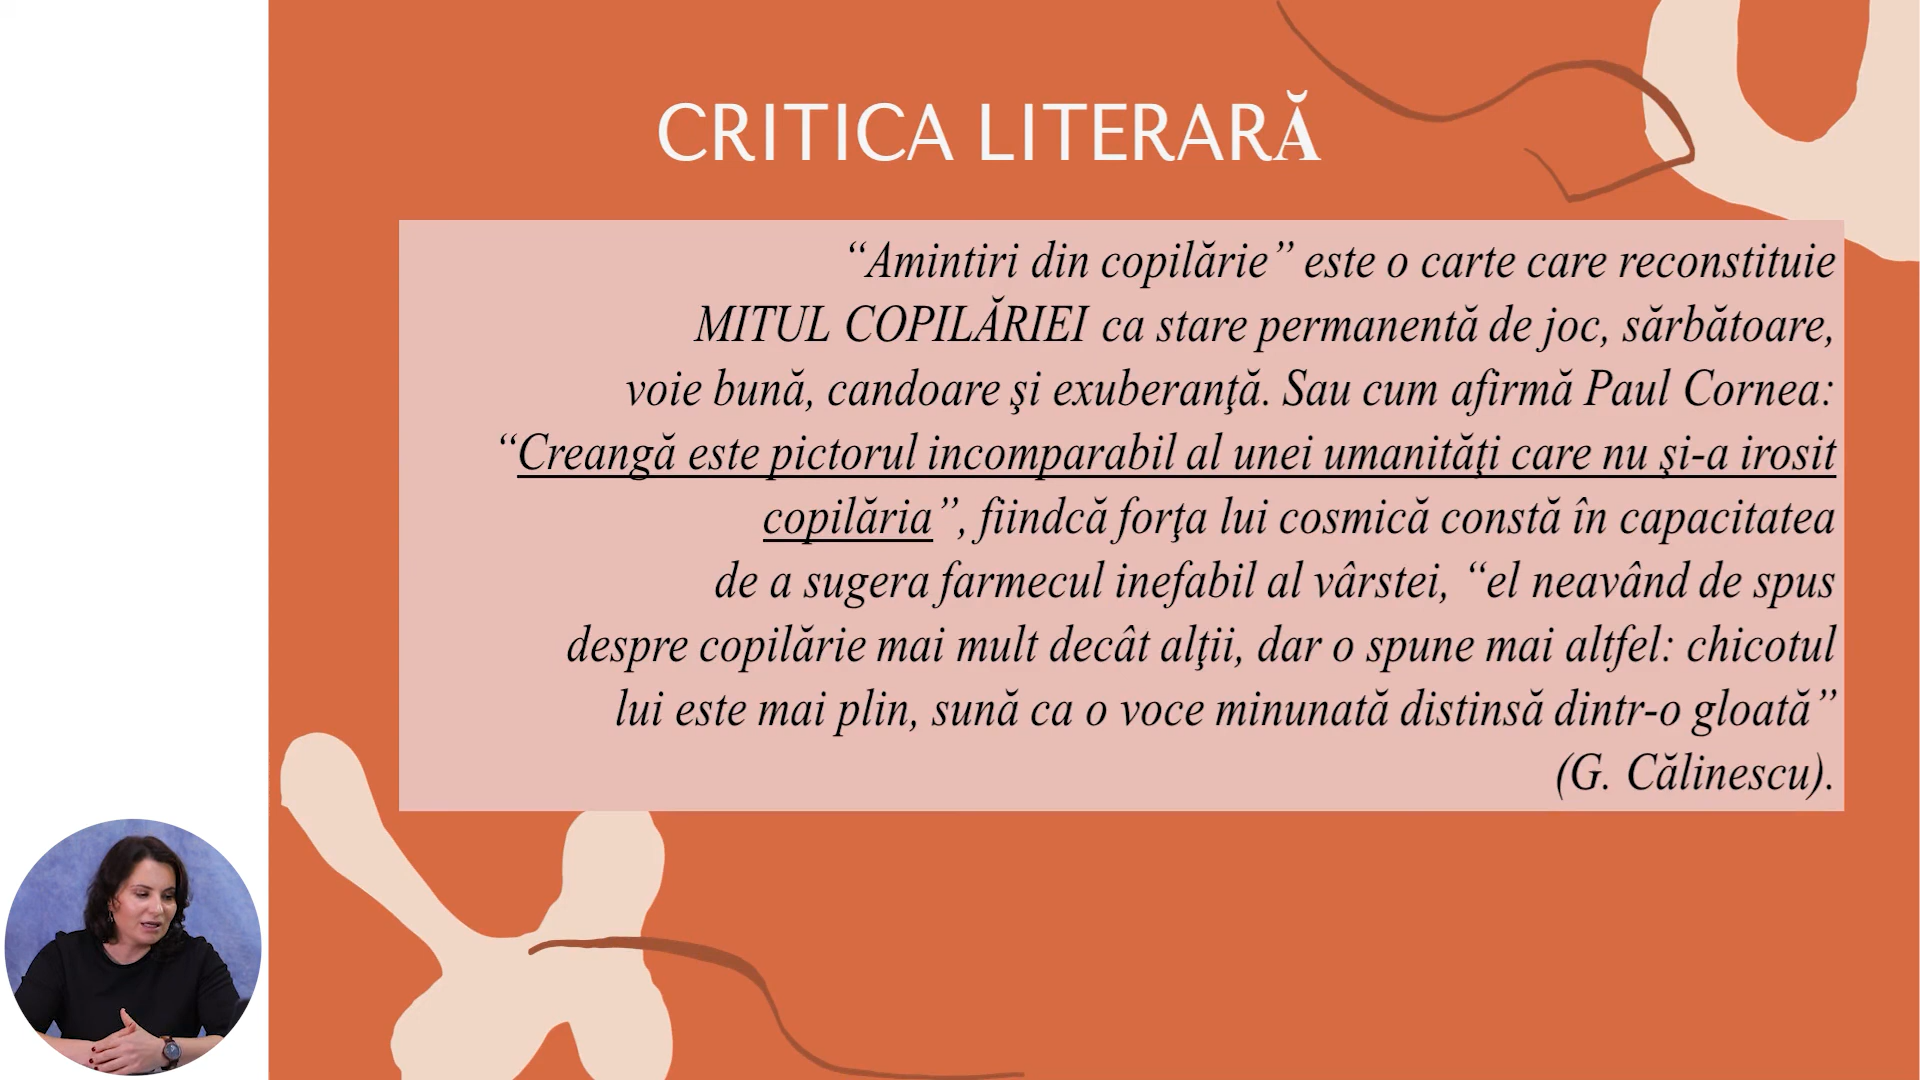 CRITICA LITERARĂ
“Amintiri din copilărie” este o carte care reconstituie
MITUL COPILĂRIEI ca stare permanentă de joc, sărbătoare,
voie bună, candoare şi exuberanţă. Sau cum afirmă Paul Cornea:
“Creangă este pictorul incomparabil al unei umanităţi care nu şi-a irosit
copilăria”, fiindcă forţa lui cosmică constă în capacitatea
de a sugera farmecul inefabil al vârstei, “el neavând de spus
despre copilărie mai mult decât alţii, dar o spune mai altfel: chicotul
lui este mai plin, sună ca o voce minunată distinsă dintr-o gloată”
(G. Călinescu).